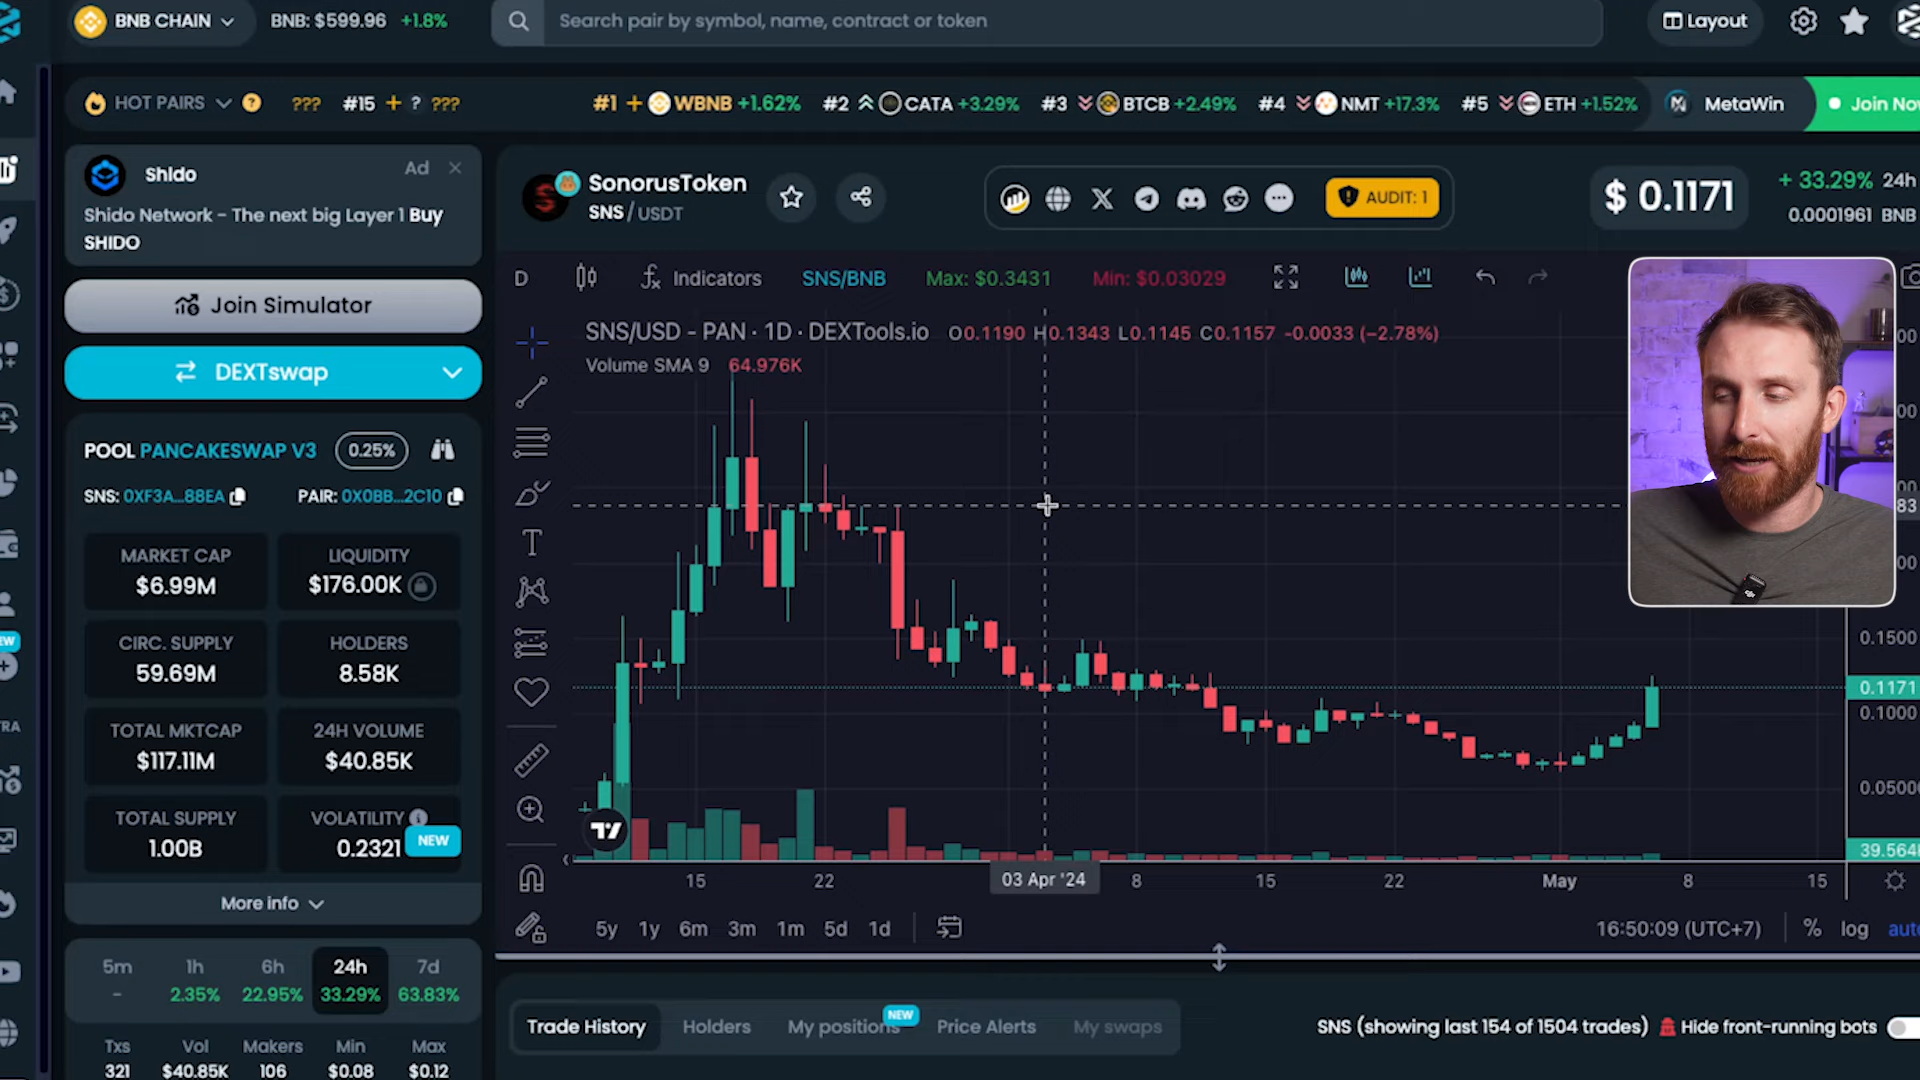 BNB CHAIN
BNB: $599.96 +1.8%
Search pair by symbol, name, contract or token
Layout
HOT PAIRS ? ??? #15 + ? ???
#1 + WBNB +1.62% #2 CATA +3.29% #3 BTCB +2.49% #4 NMT +17.3% #5 ETH +1.52%
MetaWin
Join Nov
Shido
Ad
Shido Network - The next big Layer 1 Buy
SHIDO
Join Simulator
DEXTswap
POOL PANCAKESWAP V3 0.25%
SNS: 0XF3A...88EA PAIR: 0X0BB...2C10
MARKET CAP
$6.99M
LIQUIDITY
$176.00K
CIRC. SUPPLY
59.69M
HOLDERS
8.58K
TOTAL MKTCAP
$117.11M
24H VOLUME
$40.85K
TOTAL SUPPLY
1.00B
VOLATILITY
0.2321
NEW
More info
5m 1h 6h 24h 7d
- 2.35% 22.95% 33.29% 63.83%
Txs Vol Makers Min Max
321 $40.85K 106 $0.08 $0.12
SonorusToken
SNS / USDT
AUDIT: 1
$ 0.1171
+ 33.29% 24h
0.0001961 BNB
D
Indicators
SNS/BNB
Max: $0.3431
Min: $0.03029
SNS/USD - PAN · 1D · DEXTools.io O0.1190 H0.1343 L0.1145 C0.1157 -0.0033 (−2.78%)
Volume SMA 9 64.976K
00
00
00
83
00
0.1500
0.1171
0.1000
0.0500
39.564K
15 22 03 Apr '24 8 15 22 May 8 15
5y 1y 6m 3m 1m 5d 1d
16:50:09 (UTC+7) % log auto
Trade History
Holders
My positions
NEW
Price Alerts
My swaps
SNS (showing last 154 of 1504 trades)
Hide front-running bots